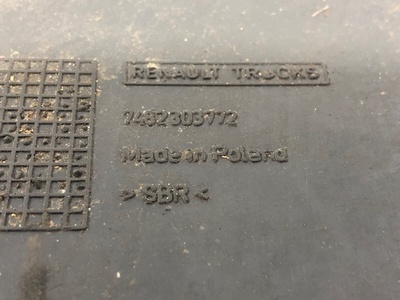 RENAULT TRUCKS
7482303772
Made in Poland
> SBR <